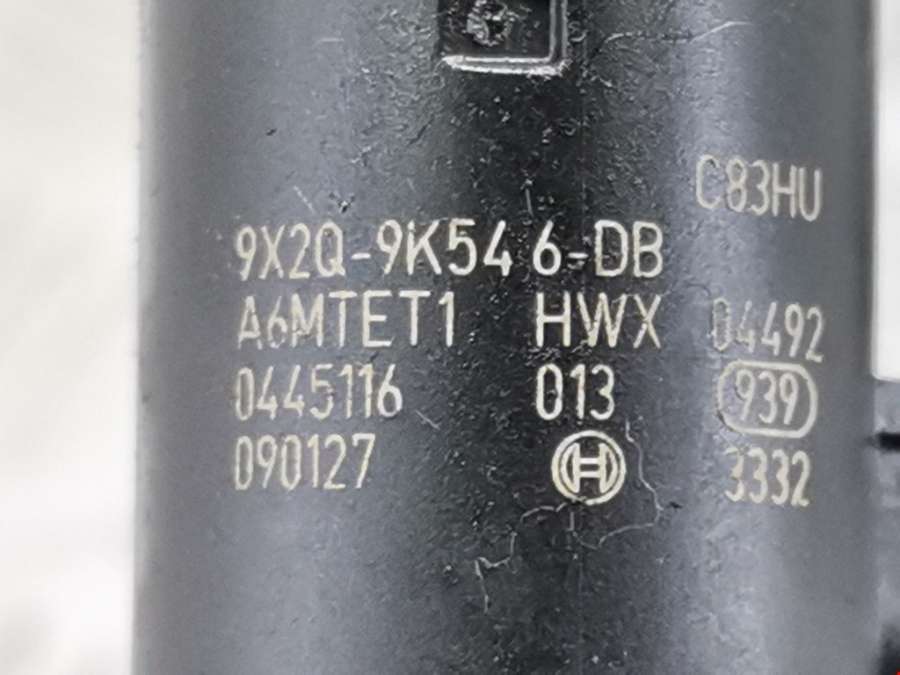 C83HU
9X2Q-9K546-DB
A6MTET1 HWX 04492
0445116 013 939
090127 3332